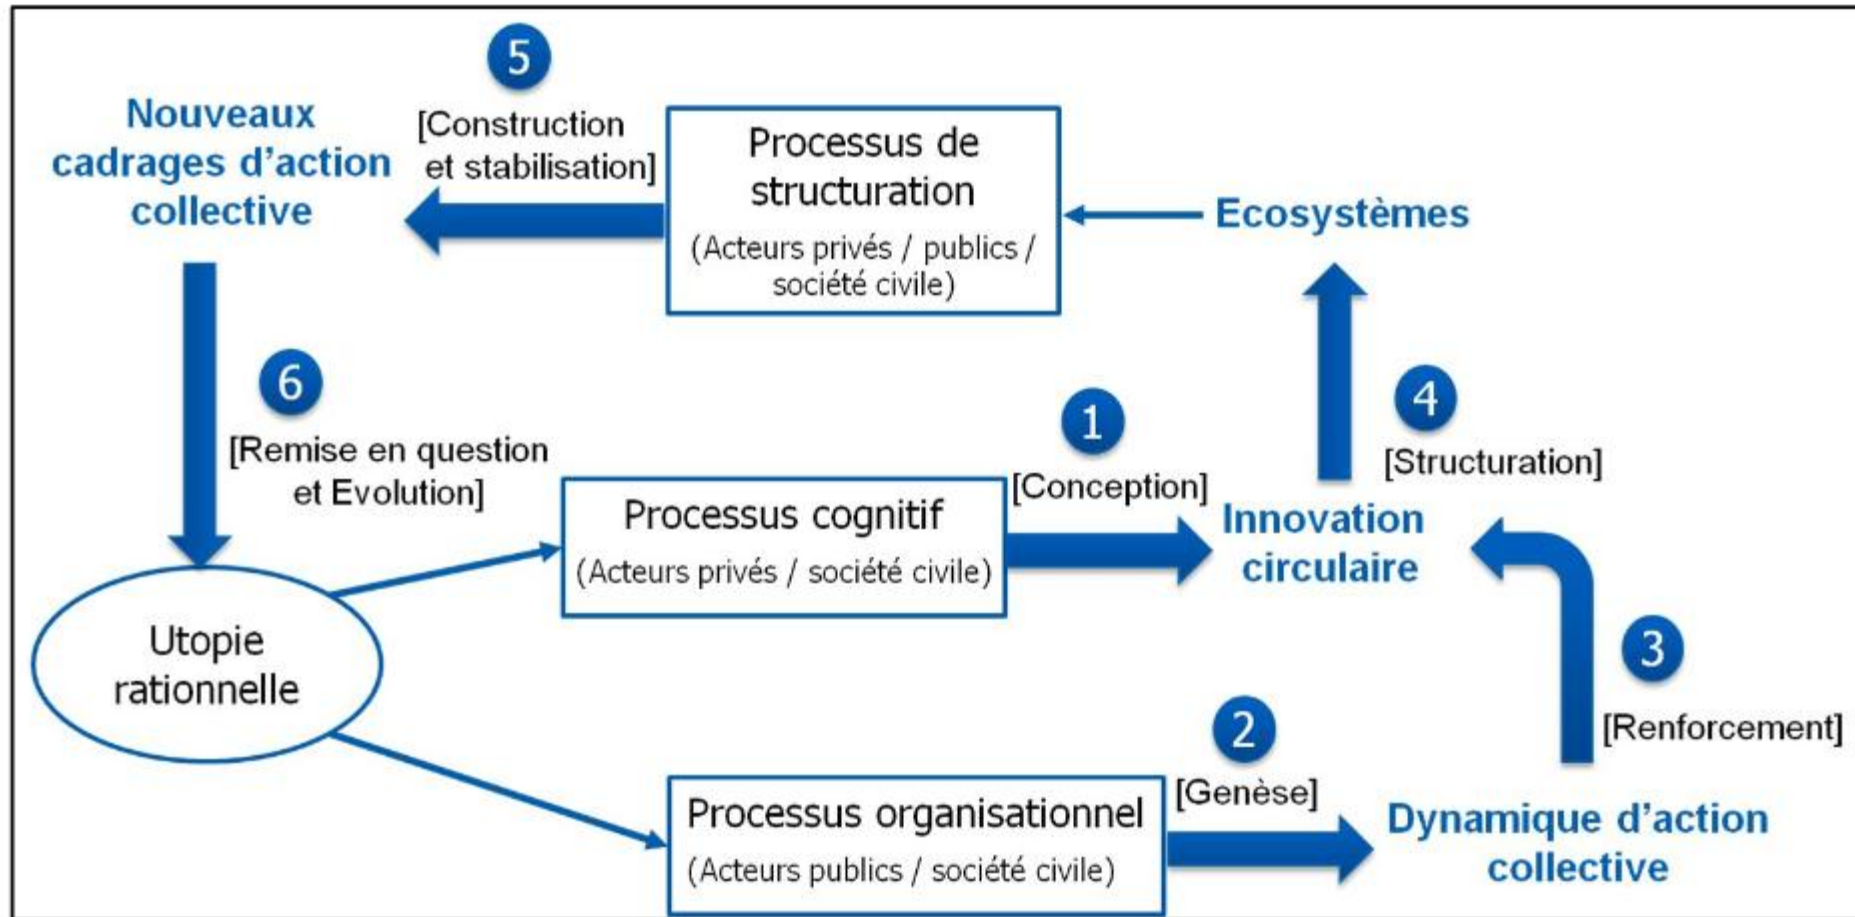 5
Nouveaux
cadrages d’action
collective
[Construction
et stabilisation]
Processus de
structuration
(Acteurs privés / publics /
société civile)
Ecosystèmes
6
[Remise en question
et Evolution]
1
[Conception]
4
[Structuration]
Processus cognitif
(Acteurs privés / société civile)
Innovation
circulaire
Utopie
rationnelle
3
[Renforcement]
2
[Genèse]
Processus organisationnel
(Acteurs publics / société civile)
Dynamique d’action
collective